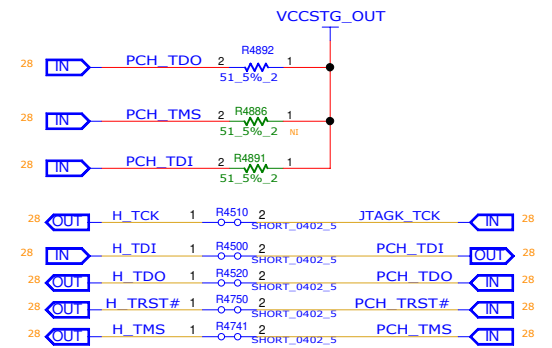 VCCSTG_OUT
28 IN PCH_TDO 2 R4892 1
51_5%_2
28 IN PCH_TMS 2 R4886 1
51_5%_2 NI
28 IN PCH_TDI 2 R4891 1
51_5%_2
28 OUT H_TCK 1 R4510 2 JTAGK_TCK IN 28
SHORT_0402_5
28 IN H_TDI 1 R4500 2 PCH_TDI OUT 28
SHORT_0402_5
28 OUT H_TDO 1 R4520 2 PCH_TDO IN 28
SHORT_0402_5
28 OUT H_TRST# 1 R4750 2 PCH_TRST# IN 28
SHORT_0402_5
28 OUT H_TMS 1 R4741 2 PCH_TMS IN 28
SHORT_0402_5